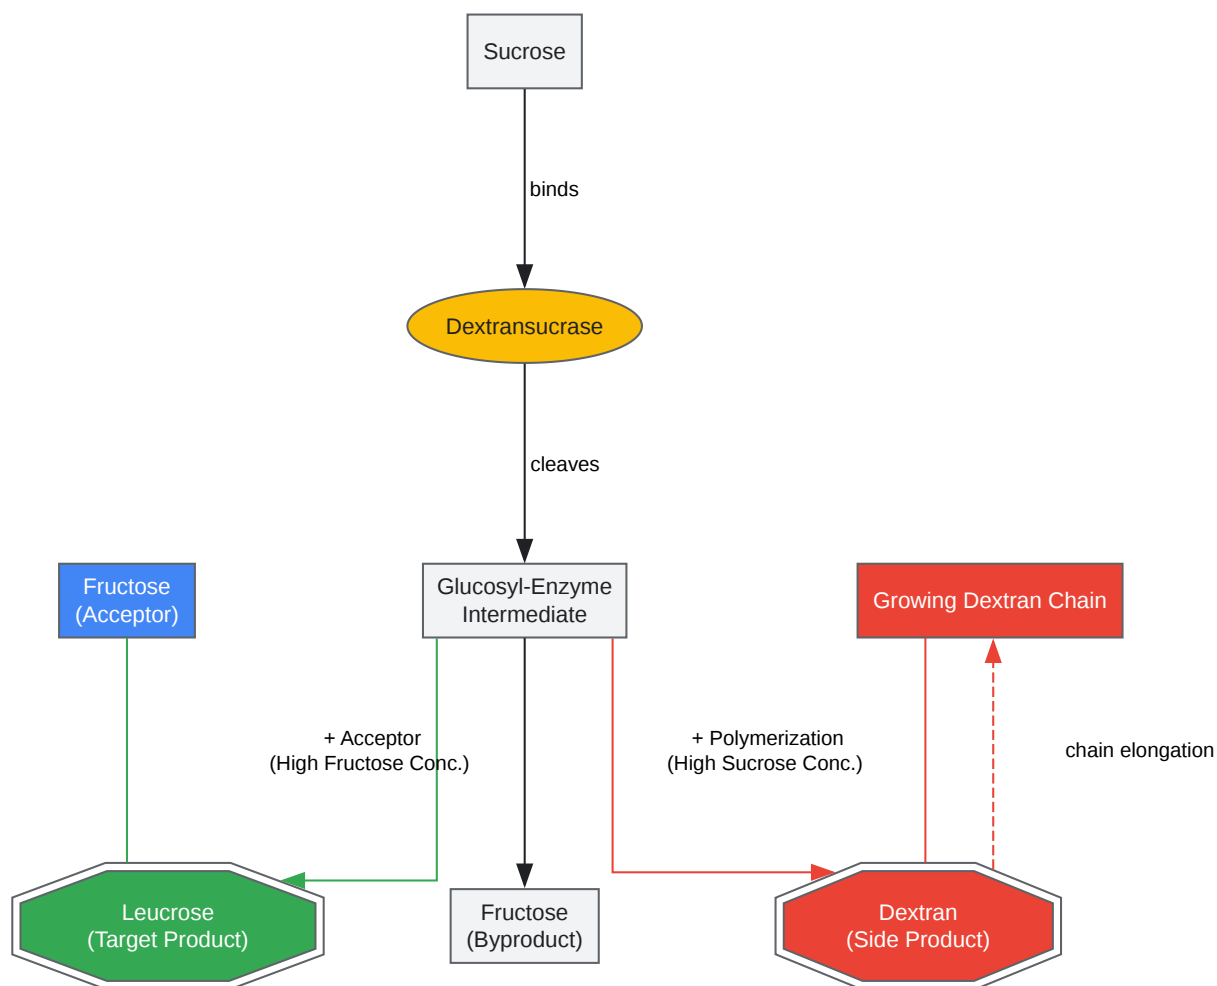 Sucrose
binds
Dextransucrase
cleaves
Fructose
(Acceptor)
Glucosyl-Enzyme
Intermediate
Growing Dextran Chain
+ Acceptor
(High Fructose Conc.)
+ Polymerization
(High Sucrose Conc.)
chain elongation
Leucrose
(Target Product)
Fructose
(Byproduct)
Dextran
(Side Product)